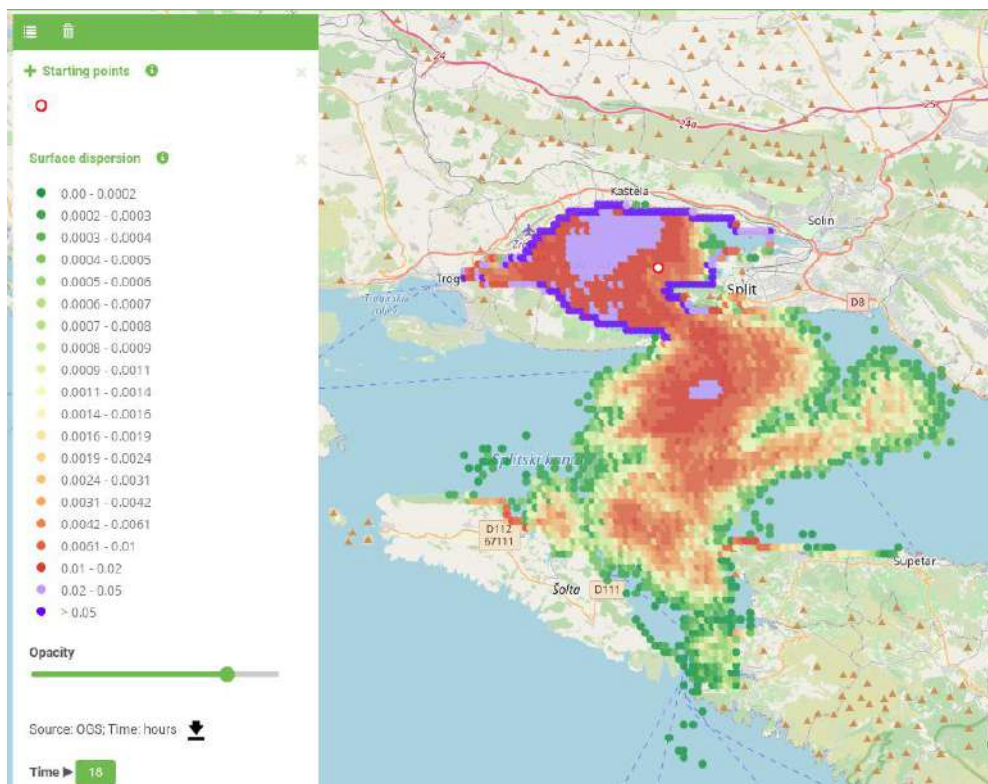 Starting points
Surface dispersion
0.00 - 0.0002
0.0002 - 0.0003
0.0003 - 0.0004
0.0004 - 0.0005
0.0005 - 0.0006
0.0006 - 0.0007
0.0007 - 0.0008
0.0008 - 0.0009
0.0009 - 0.0011
0.0011 - 0.0014
0.0014 - 0.0016
0.0016 - 0.0019
0.0019 - 0.0024
0.0024 - 0.0031
0.0031 - 0.0042
0.0042 - 0.0061
0.0061 - 0.01
0.01 - 0.02
0.02 - 0.05
> 0.05
Opacity
Source: OGS; Time: hours
Time 18
24
24a
25
Kaštela
Solin
Trog
Split
D8
Splitski kan
D112
67111
Šolta
D111
Supetar